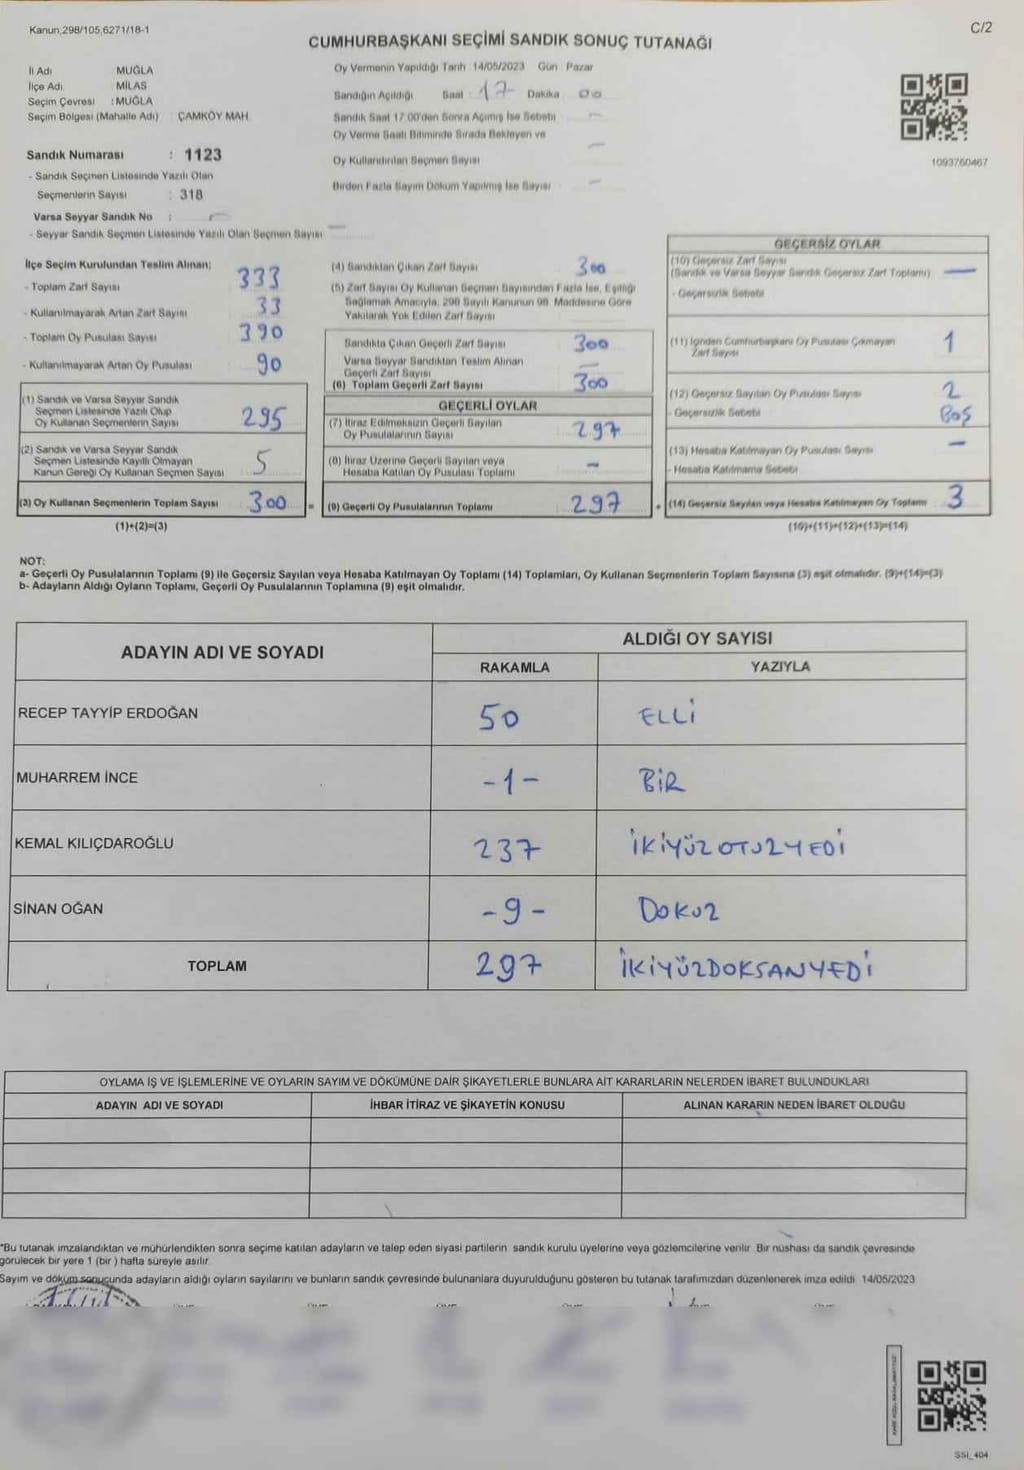 Kanun,298/105,6271/18-1
C/2
CUMHURBAŞKANI SEÇİMİ SANDIK SONUÇ TUTANAĞI
İl Adı MUĞLA
İlçe Adı MİLAS
Seçim Çevresi :MUĞLA
Seçim Bölgesi (Mahalle Adı) : ÇAMKÖY MAH.
Sandık Numarası : 1123
- Sandık Seçmen Listesinde Yazılı Olan
Seçmenlerin Sayısı : 318
Varsa Seyyar Sandık No : –
- Seyyar Sandık Seçmen Listesinde Yazılı Olan Seçmen Sayısı –
Oy Vermenin Yapıldığı Tarih :14/05/2023 Gün : Pazar
Sandığın Açıldığı Saat : 17 Dakika : 00
Sandık Saat 17:00'den Sonra Açılmış İse Sebebi –
Oy Verme Saati Bitiminde Sırada Bekleyen ve
Oy Kullandırılan Seçmen Sayısı –
Birden Fazla Sayım Döküm Yapılmış İse Sayısı –
1093760467
İlçe Seçim Kurulundan Teslim Alınan;
- Toplam Zarf Sayısı 333
- Kullanılmayarak Artan Zarf Sayısı 33
- Toplam Oy Pusulası Sayısı 390
- Kullanılmayarak Artan Oy Pusulası 90
(1) Sandık ve Varsa Seyyar Sandık
Seçmen Listesinde Yazılı Olup
Oy Kullanan Seçmenlerin Sayısı 295
(2) Sandık ve Varsa Seyyar Sandık
Seçmen Listesinde Kayıtlı Olmayan
Kanun Gereği Oy Kullanan Seçmen Sayısı 5
(3) Oy Kullanan Seçmenlerin Toplam Sayısı 300 =
(1)+(2)=(3)
(4) Sandıktan Çıkan Zarf Sayısı 300
(5) Zarf Sayısı Oy Kullanan Seçmen Sayısından Fazla İse, Eşitliği
Sağlamak Amacıyla, 298 Sayılı Kanunun 98. Maddesine Göre
Yakılarak Yok Edilen Zarf Sayısı
Sandıkta Çıkan Geçerli Zarf Sayısı 300
Varsa Seyyar Sandıktan Teslim Alınan
Geçerli Zarf Sayısı –
(6) Toplam Geçerli Zarf Sayısı 300
GEÇERLİ OYLAR
(7) İtiraz Edilmeksizin Geçerli Sayılan
Oy Pusulalarının Sayısı 297
(8) İtiraz Üzerine Geçerli Sayılan veya
Hesaba Katılan Oy Pusulası Toplamı –
(9) Geçerli Oy Pusulalarının Toplamı 297 +
GEÇERSİZ OYLAR
(10) Geçersiz Zarf Sayısı
(Sandık ve Varsa Seyyar Sandık Geçersiz Zarf Toplamı) –
- Geçersizlik Sebebi
(11) İçinden Cumhurbaşkanı Oy Pusulası Çıkmayan
Zarf Sayısı 1
(12) Geçersiz Sayılan Oy Pusulası Sayısı 2
- Geçersizlik Sebebi BOŞ
(13) Hesaba Katılmayan Oy Pusulası Sayısı –
- Hesaba Katılmama Sebebi
(14) Geçersiz Sayılan veya Hesaba Katılmayan Oy Toplamı 3
(10)+(11)+(12)+(13)=(14)
NOT:
a- Geçerli Oy Pusulalarının Toplamı (9) ile Geçersiz Sayılan veya Hesaba Katılmayan Oy Toplamı (14) Toplamları, Oy Kullanan Seçmenlerin Toplam Sayısına (3) eşit olmalıdır. (9)+(14)=(3)
b- Adayların Aldığı Oyların Toplamı, Geçerli Oy Pusulalarının Toplamına (9) eşit olmalıdır.
ADAYIN ADI VE SOYADI
ALDIĞI OY SAYISI
RAKAMLA YAZIYLA
RECEP TAYYİP ERDOĞAN 50 ELLİ
MUHARREM İNCE -1- BİR
KEMAL KILIÇDAROĞLU 237 İKİYÜZOTUZYEDİ
SİNAN OĞAN -9- DOKUZ
TOPLAM 297 İKİYÜZDOKSANYEDİ
OYLAMA İŞ VE İŞLEMLERİNE VE OYLARIN SAYIM VE DÖKÜMÜNE DAİR ŞİKAYETLERLE BUNLARA AİT KARARLARIN NELERDEN İBARET BULUNDUKLARI
ADAYIN ADI VE SOYADI İHBAR İTİRAZ VE ŞİKAYETİN KONUSU ALINAN KARARIN NEDEN İBARET OLDUĞU
*Bu tutanak imzalandıktan ve mühürlendikten sonra seçime katılan adayların ve talep eden siyasi partilerin sandık kurulu üyelerine veya gözlemcilerine verilir. Bir nüshası da sandık çevresinde
görülecek bir yere 1 (bir ) hafta süreyle asılır.
Sayım ve döküm sonucunda adayların aldığı oyların sayılarını ve bunların sandık çevresinde bulunanlara duyurulduğunu gösteren bu tutanak tarafımızdan düzenlenerek imza edildi. 14/05/2023
SSI_404